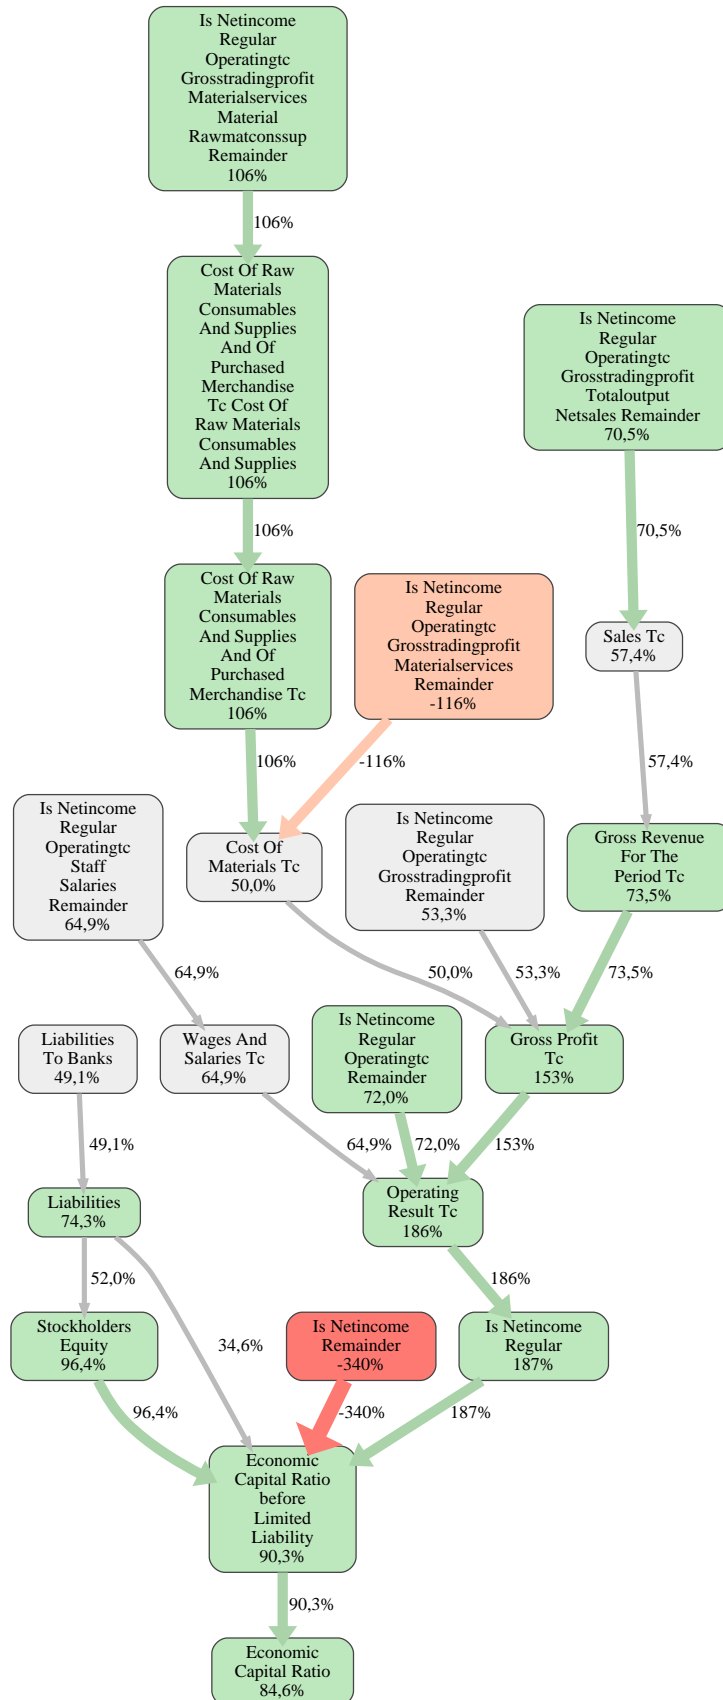 Is Netincome
Regular
Operatingtc
Grosstradingprofit
Materialservices
Material
Rawmatconssup
Remainder
106%
106%
Cost Of Raw
Materials
Consumables
And Supplies
And Of
Purchased
Merchandise
Tc Cost Of
Raw Materials
Consumables
And Supplies
106%
Is Netincome
Regular
Operatingtc
Grosstradingprofit
Totaloutput
Netsales Remainder
70,5%
106%
70,5%
Cost Of Raw
Materials
Consumables
And Supplies
And Of
Purchased
Merchandise Tc
106%
Is Netincome
Regular
Operatingtc
Grosstradingprofit
Materialservices
Remainder
-116%
Sales Tc
57,4%
106%
-116%
57,4%
Is Netincome
Regular
Operatingtc
Staff
Salaries
Remainder
64,9%
Cost Of
Materials Tc
50,0%
Is Netincome
Regular
Operatingtc
Grosstradingprofit
Remainder
53,3%
Gross Revenue
For The
Period Tc
73,5%
64,9%
50,0%
53,3%
73,5%
Liabilities
To Banks
49,1%
Wages And
Salaries Tc
64,9%
Is Netincome
Regular
Operatingtc
Remainder
72,0%
Gross Profit
Tc
153%
49,1%
64,9%
72,0%
153%
Liabilities
74,3%
Operating
Result Tc
186%
52,0%
186%
Stockholders
Equity
96,4%
34,6%
Is Netincome
Remainder
-340%
Is Netincome
Regular
187%
96,4%
-340%
187%
Economic
Capital Ratio
before
Limited
Liability
90,3%
90,3%
Economic
Capital Ratio
84,6%